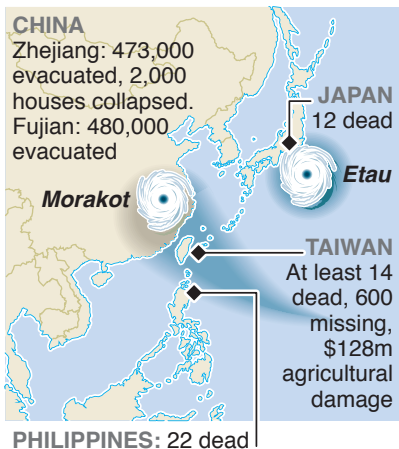 CHINA
Zhejiang: 473,000
evacuated, 2,000
houses collapsed.
Fujian: 480,000
evacuated
JAPAN
12 dead
Etau
Morakot
TAIWAN
At least 14
dead, 600
missing,
$128m
agricultural
damage
PHILIPPINES: 22 dead